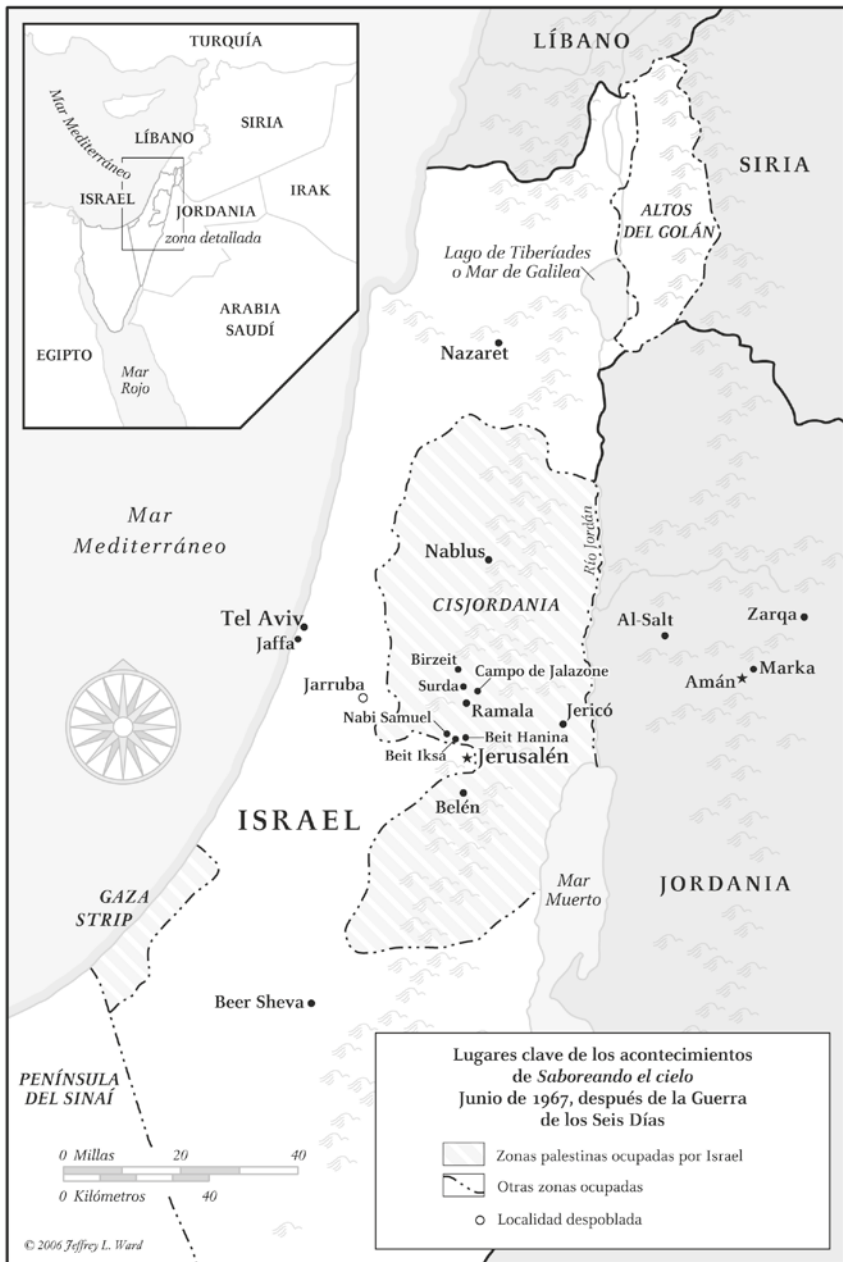 TURQUÍA
Mar Mediterráneo
LÍBANO
SIRIA
ISRAEL
JORDANIA
IRAK
zona detallada
ARABIA
SAUDÍ
EGIPTO
Mar
Rojo
LÍBANO
SIRIA
ALTOS
DEL GOLÁN
Lago de Tiberíades
o Mar de Galilea
Nazaret
Mar
Mediterráneo
Río Jordán
Nablus
CISJORDANIA
Tel Aviv
Jaffa
Al-Salt
Zarqa
Birzeit
Campo de Jalazone
Marka
Surda
Amán
Jarruba
Ramala
Jericó
Nabi Samuel
Beit Hanina
Beit Iksa
Jerusalén
Belén
ISRAEL
Mar
Muerto
JORDANIA
GAZA
STRIP
Beer Sheva
PENÍNSULA
DEL SINAÍ
0 Millas 20 40
0 Kilómetros 40
Lugares clave de los acontecimientos
de Saboreando el cielo
Junio de 1967, después de la Guerra
de los Seis Días
Zonas palestinas ocupadas por Israel
Otras zonas ocupadas
Localidad despoblada
© 2006 Jeffrey L. Ward